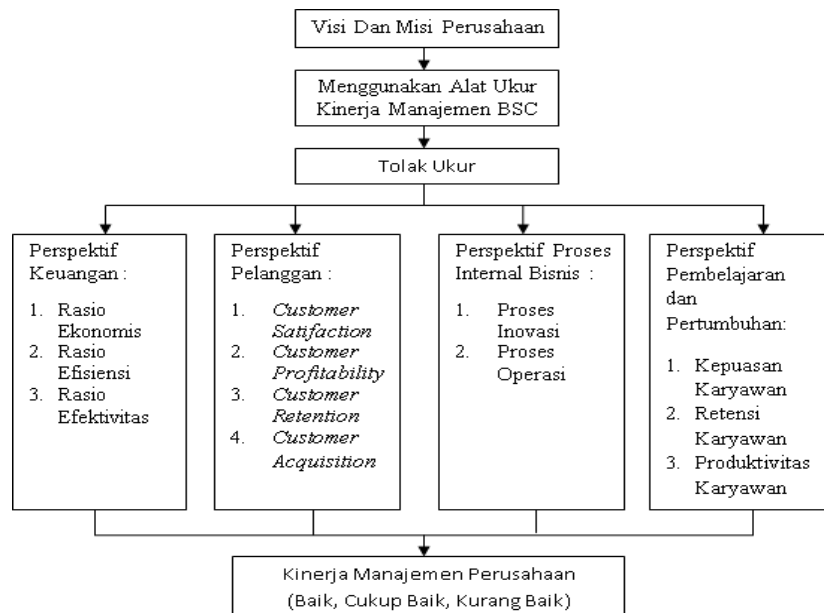 Visi Dan Misi Perusahaan
Menggunakan Alat Ukur
Kinerja Manajemen BSC
Tolak Ukur
Perspektif
Keuangan :
1. Rasio
Ekonomis
2. Rasio
Efisiensi
3. Rasio
Efektivitas
Perspektif
Pelanggan :
1. Customer
Satifaction
2. Customer
Profitability
3. Customer
Retention
4. Customer
Acquisition
Perspektif Proses
Internal Bisnis :
1. Proses
Inovasi
2. Proses
Operasi
Perspektif
Pembelajaran
dan
Pertumbuhan:
1. Kepuasan
Karyawan
2. Retensi
Karyawan
3. Produktivitas
Karyawan
Kinerja Manajemen Perusahaan
(Baik, Cukup Baik, Kurang Baik)